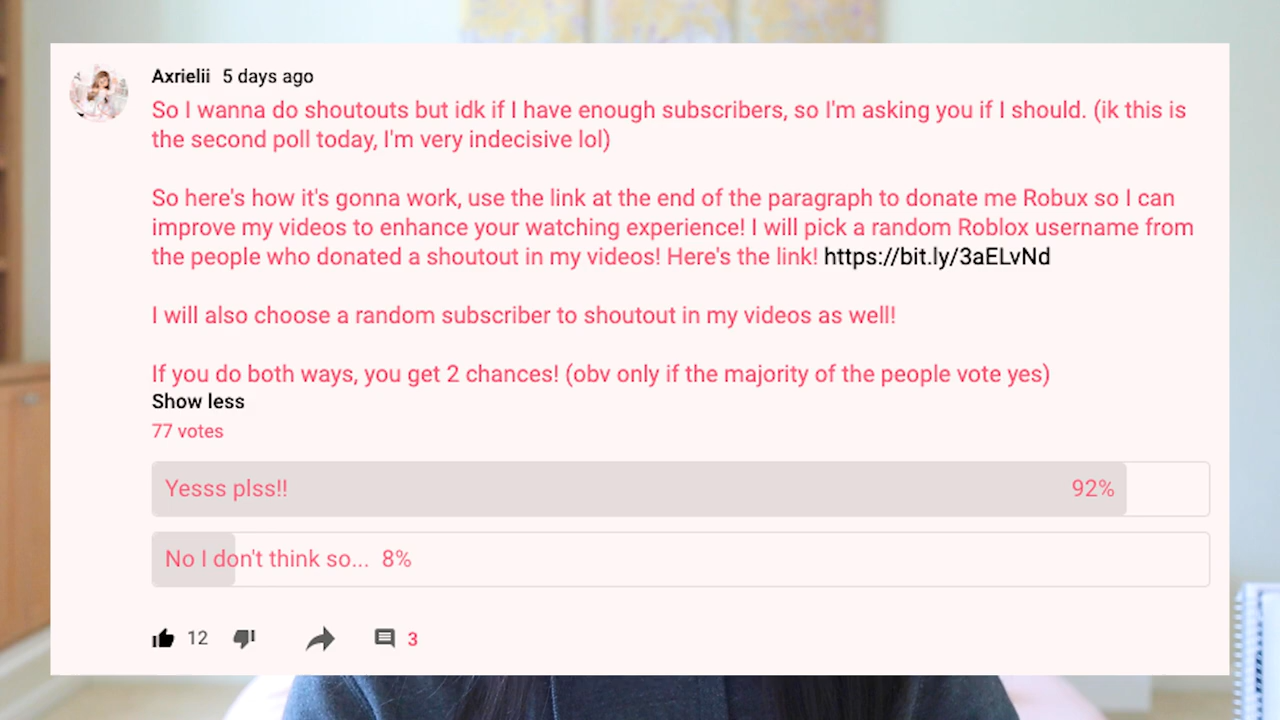 Axrielii 5 days ago
So I wanna do shoutouts but idk if I have enough subscribers, so I'm asking you if I should. (ik this is
the second poll today, I'm very indecisive lol)
So here's how it's gonna work, use the link at the end of the paragraph to donate me Robux so I can
improve my videos to enhance your watching experience! I will pick a random Roblox username from
the people who donated a shoutout in my videos! Here's the link! https://bit.ly/3aELvNd
I will also choose a random subscriber to shoutout in my videos as well!
If you do both ways, you get 2 chances! (obv only if the majority of the people vote yes)
Show less
77 votes
Yesss plss!! 92%
No I don't think so... 8%
12 3